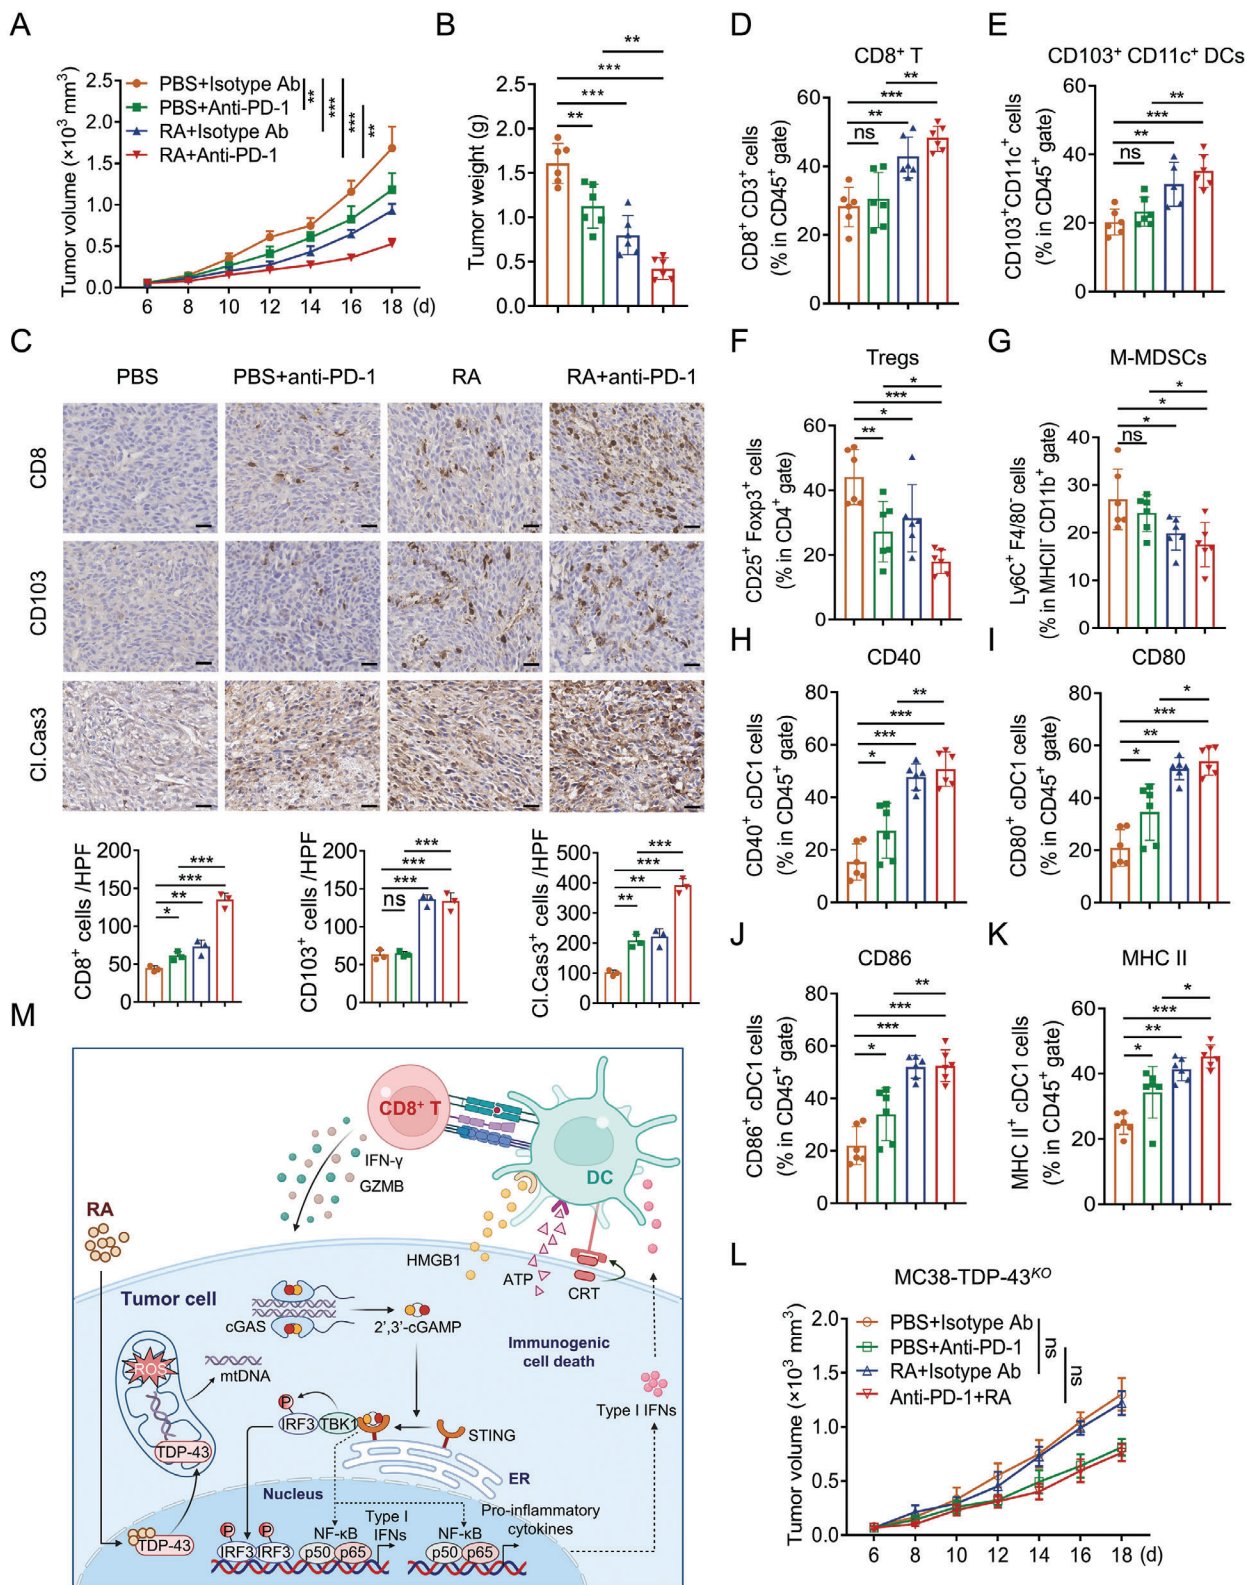 A
Tumor volume (×10³ mm³)
2.5
2.0
1.5
1.0
0.5
0.0
6 8 10 12 14 16 18 (d)
PBS+Isotype Ab
PBS+Anti-PD-1
RA+Isotype Ab
RA+Anti-PD-1
** *** *** **
B
Tumor weight (g)
2.5
2.0
1.5
1.0
0.5
0.0
**
***
***
**
C
PBS PBS+anti-PD-1 RA RA+anti-PD-1
CD8
CD103
Cl.Cas3
CD8⁺ cells /HPF
200
150
100
50
0
***
***
**
*
CD103⁺ cells /HPF
200
150
100
50
0
***
***
***
ns
Cl.Cas3⁺ cells /HPF
500
400
300
200
100
0
***
***
**
**
D
CD8⁺ T
CD8⁺ CD3⁺ cells
(% in CD45⁺ gate)
60
40
20
0
**
***
**
ns
E
CD103⁺ CD11c⁺ DCs
CD103⁺CD11c⁺ cells
(% in CD45⁺ gate)
60
40
20
0
**
***
**
ns
F
Tregs
CD25⁺ Foxp3⁺ cells
(% in CD4⁺ gate)
60
40
20
0
*
***
*
**
G
M-MDSCs
Ly6C⁺ F4/80⁻ cells
(% in MHCII⁻ CD11b⁺ gate)
40
30
20
10
0
*
*
*
ns
H
CD40
CD40⁺ cDC1 cells
(% in CD45⁺ gate)
80
60
40
20
0
**
***
***
*
I
CD80
CD80⁺ cDC1 cells
(% in CD45⁺ gate)
80
60
40
20
0
*
***
**
*
J
CD86
CD86⁺ cDC1 cells
(% in CD45⁺ gate)
80
60
40
20
0
**
***
***
*
K
MHC II
MHC II⁺ cDC1 cells
(% in CD45⁺ gate)
60
40
20
0
*
***
**
*
L
MC38-TDP-43ᴷᴼ
Tumor volume (×10³ mm³)
2.0
1.5
1.0
0.5
0.0
6 8 10 12 14 16 18 (d)
PBS+Isotype Ab
PBS+Anti-PD-1
RA+Isotype Ab
Anti-PD-1+RA
ns
ns
M
CD8⁺ T
DC
IFN-γ
GZMB
RA
HMGB1
ATP
CRT
Tumor cell
cGAS
2',3'-cGAMP
Immunogenic
cell death
ROS
mtDNA
TDP-43
P
IRF3 TBK1
STING
Type I IFNs
ER
Nucleus
TDP-43
P P
IRF3 IRF3
NF-κB
p50 p65
Type I
IFNs
NF-κB
p50 p65
Pro-inflammatory
cytokines